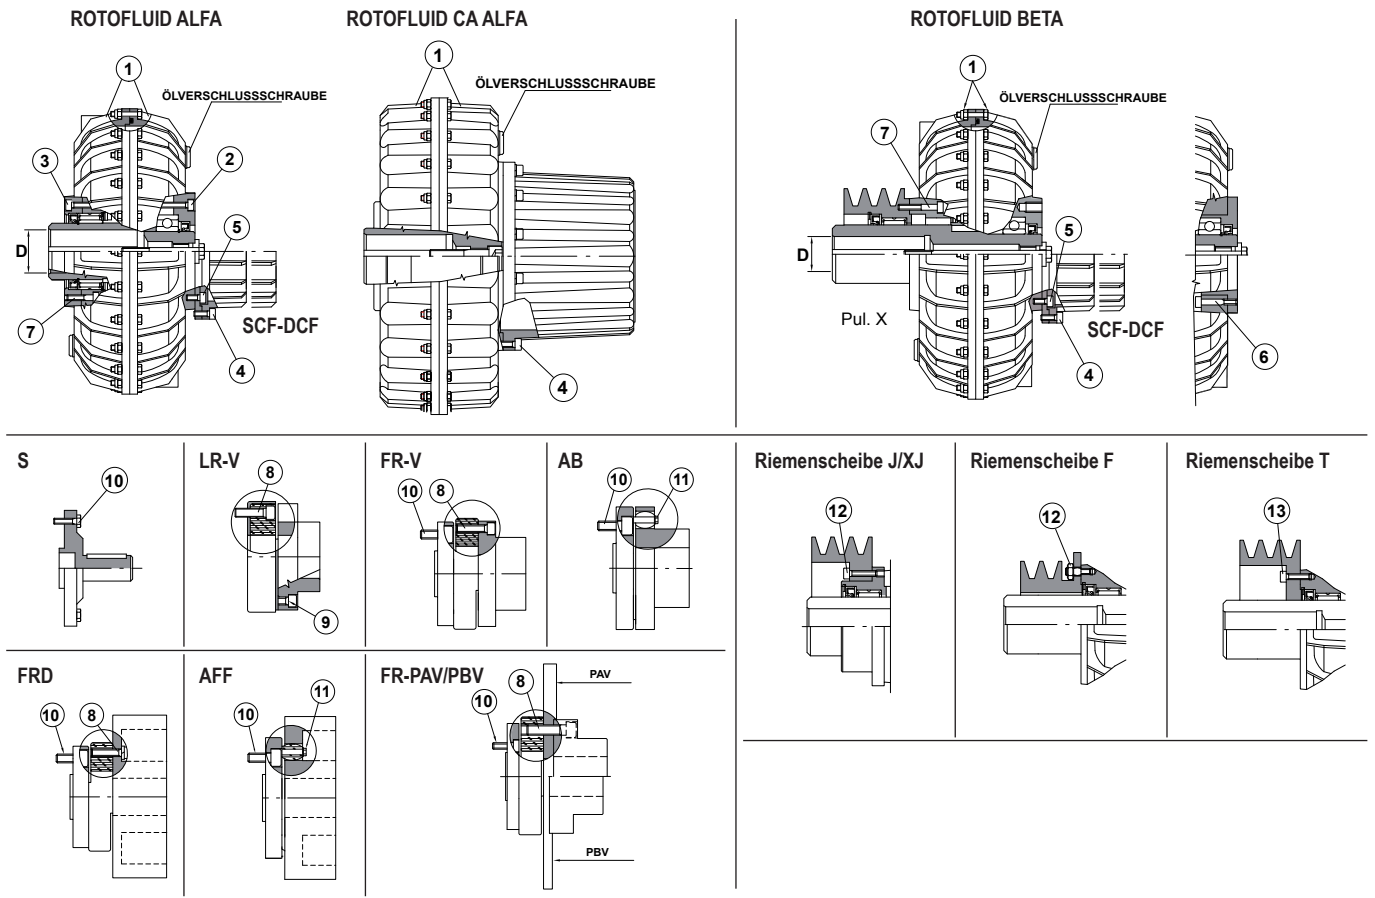 ROTOFLUID ALFA
ROTOFLUID CA ALFA
ROTOFLUID BETA
1
ÖLVERSCHLUSSSCHRAUBE
3
2
5
D
7
SCF-DCF
4
1
ÖLVERSCHLUSSSCHRAUBE
4
1
ÖLVERSCHLUSSSCHRAUBE
7
5
D
Pul. X
SCF-DCF
4
6
S
10
LR-V
8
9
FR-V
10
8
AB
10
11
Riemenscheibe J/XJ
12
Riemenscheibe F
12
Riemenscheibe T
13
FRD
10
8
AFF
10
11
FR-PAV/PBV
8
10
PAV
PBV